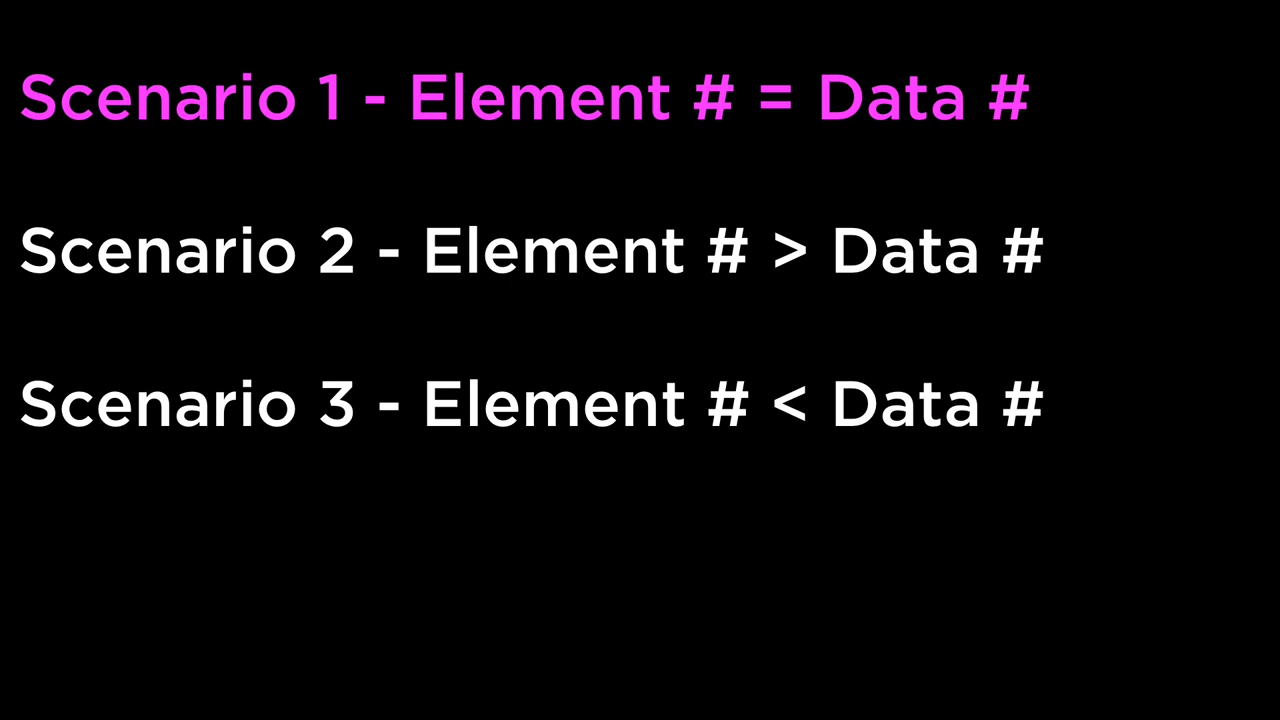 Scenario 1 - Element # = Data #
Scenario 2 - Element # > Data #
Scenario 3 - Element # < Data #